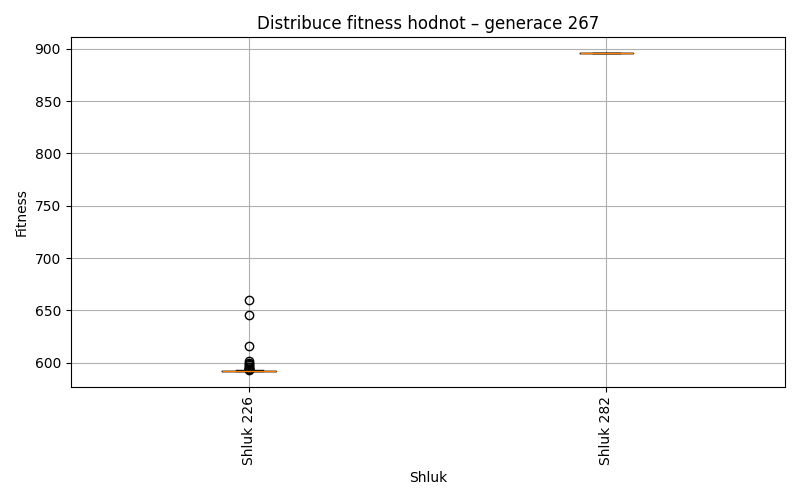 Distribuce fitness hodnot – generace 267
900
850
800
750
700
650
600
Fitness
Shluk 226
Shluk 282
Shluk